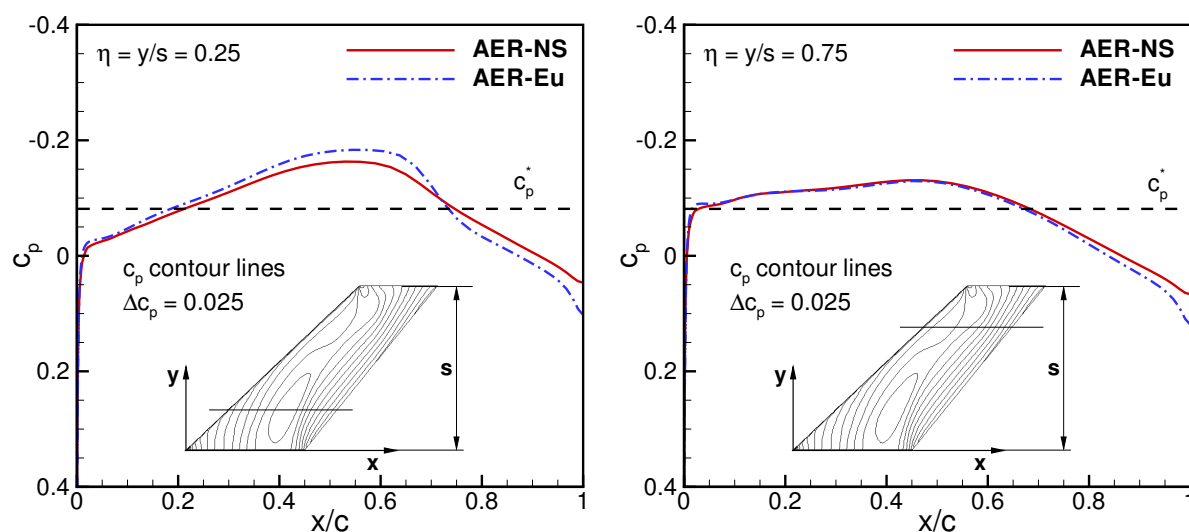 -0.4
-0.2
0
0.2
0.4
c_p
η = y/s = 0.25
AER-NS
AER-Eu
c_p^*
c_p contour lines
Δc_p = 0.025
y
x
s
0
0.2
0.4
0.6
0.8
1
x/c
-0.4
-0.2
0
0.2
0.4
c_p
η = y/s = 0.75
AER-NS
AER-Eu
c_p^*
c_p contour lines
Δc_p = 0.025
y
x
s
0
0.2
0.4
0.6
0.8
1
x/c